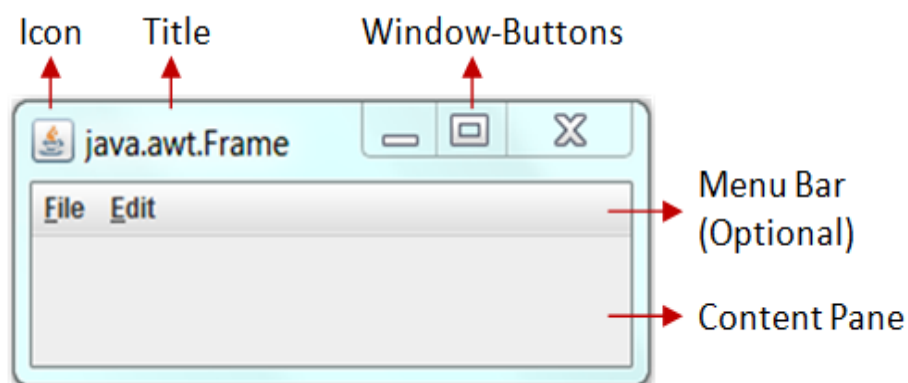 Icon Title Window-Buttons
java.awt.Frame
File Edit
Menu Bar
(Optional)
Content Pane